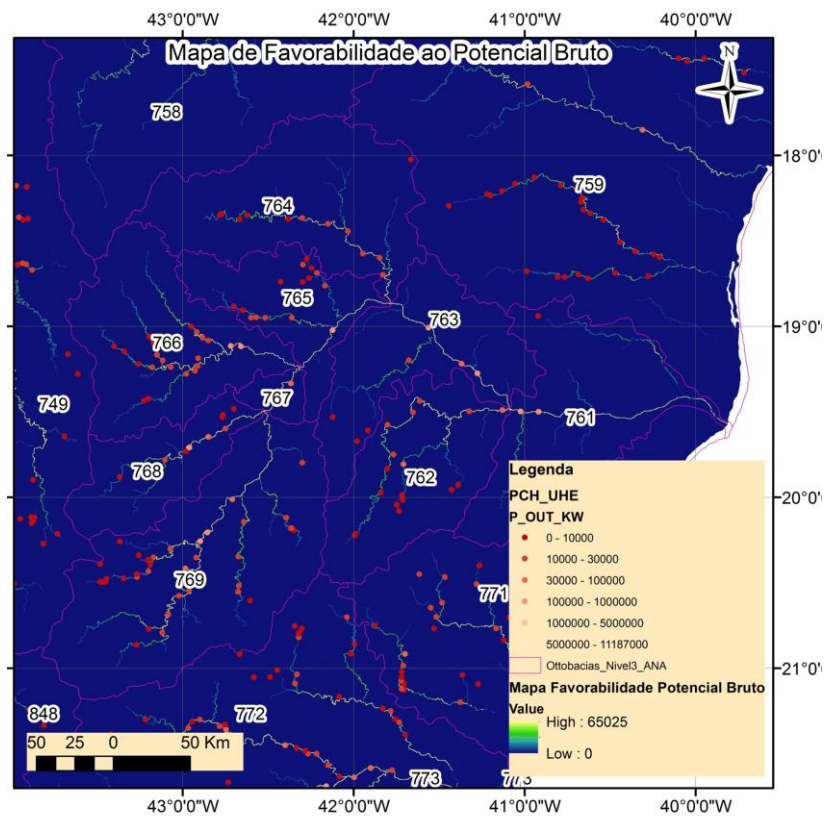 43°0'0"W 42°0'0"W 41°0'0"W 40°0'0"W
Mapa de Favorabilidade ao Potencial Bruto
N
758
18°0'0"
759
764
765
763
19°0'0"
766
767
749
761
768
762
20°0'0"
769
771
21°0'0"
848
772
773
773
50 25 0 50 Km
Legenda
PCH_UHE
P_OUT_KW
0 - 10000
10000 - 30000
30000 - 100000
100000 - 1000000
1000000 - 5000000
5000000 - 11187000
Ottobacias_Nivel3_ANA
Mapa Favorabilidade Potencial Bruto
Value
High : 65025
Low : 0
43°0'0"W 42°0'0"W 41°0'0"W 40°0'0"W